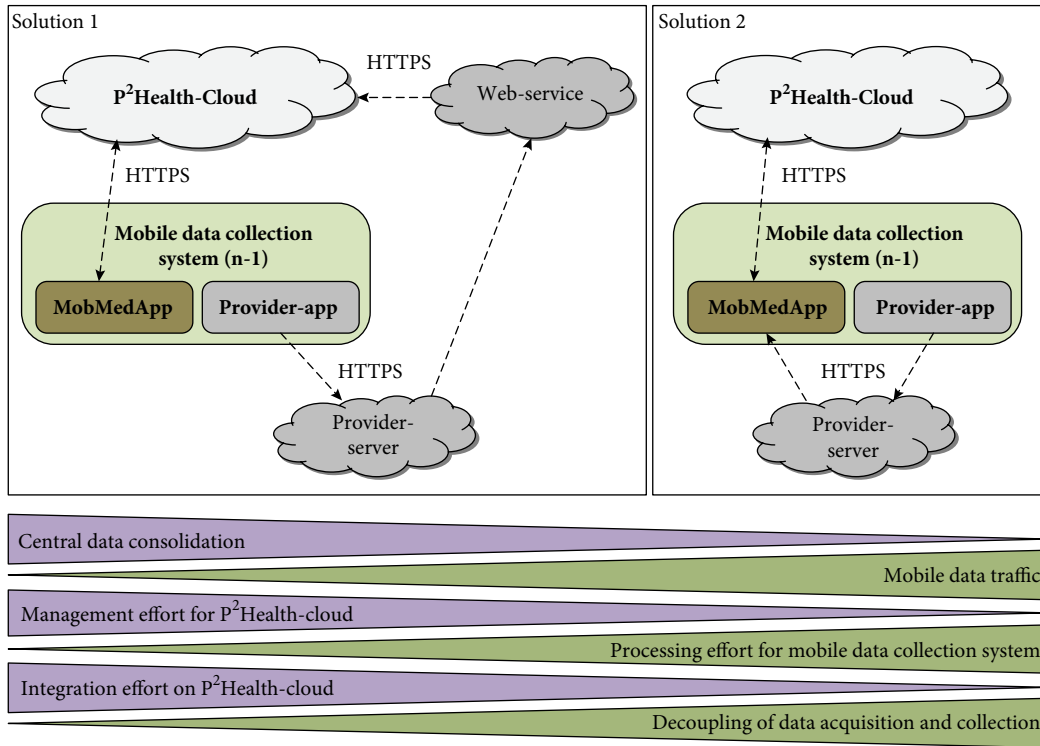 Solution 1
HTTPS
P²Health-Cloud
Web-service
HTTPS
Mobile data collection
system (n-1)
MobMedApp
Provider-app
HTTPS
Provider-
server
Solution 2
P²Health-Cloud
HTTPS
Mobile data collection
system (n-1)
MobMedApp
Provider-app
HTTPS
Provider-
server
Central data consolidation
Mobile data traffic
Management effort for P²Health-cloud
Processing effort for mobile data collection system
Integration effort on P²Health-cloud
Decoupling of data acquisition and collection